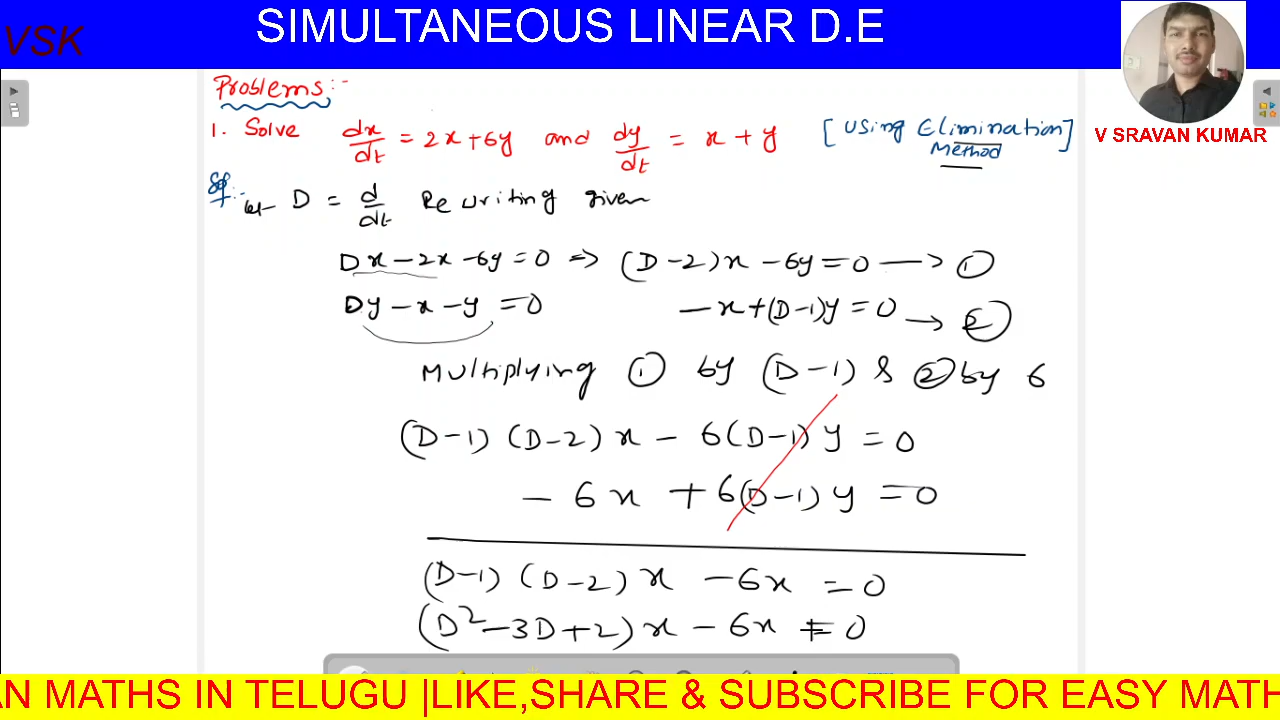 VSK
SIMULTANEOUS LINEAR D.E
V SRAVAN KUMAR
Problems:-
1. Solve dx/dt = 2x+6y and dy/dt = x + y [Using Elimination Method]
Sol:- let D = d/dt Rewriting given
Dx - 2x - 6y = 0 => (D-2)x - 6y = 0 → ①
Dy - x - y = 0 - x + (D-1)y = 0 → ②
Multiplying ① by (D-1) & ② by 6
(D-1) (D-2) x - 6(D-1) y = 0
- 6x + 6(D-1) y = 0
(D-1) (D-2) x - 6x = 0
(D²-3D+2) x - 6x = 0
AN MATHS IN TELUGU |LIKE,SHARE & SUBSCRIBE FOR EASY MATH